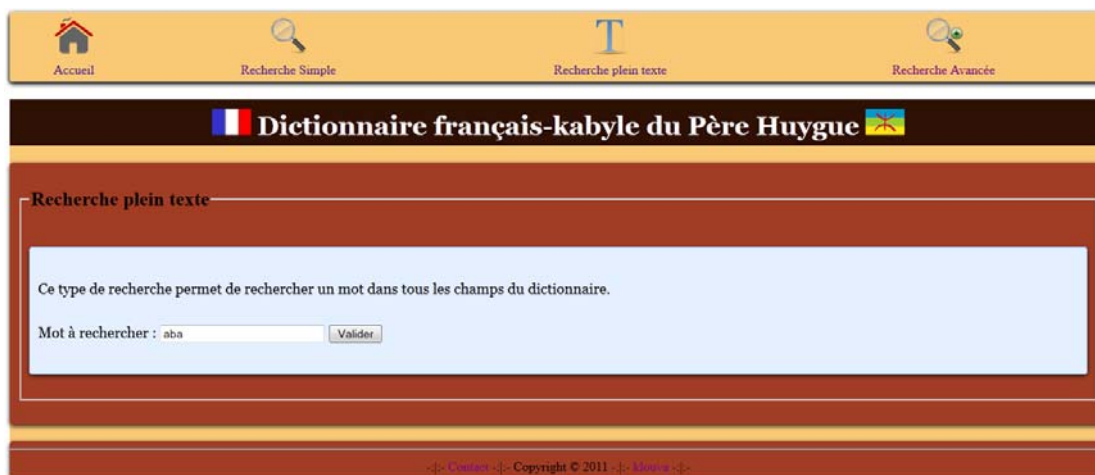 Accueil Recherche Simple Recherche plein texte Recherche Avancée
Dictionnaire français-kabyle du Père Huygue
Recherche plein texte
Ce type de recherche permet de rechercher un mot dans tous les champs du dictionnaire.
Mot à rechercher : aba Valider
-:|:- Contact -:|:- Copyright © 2011 -:|:- klouva -:|:-